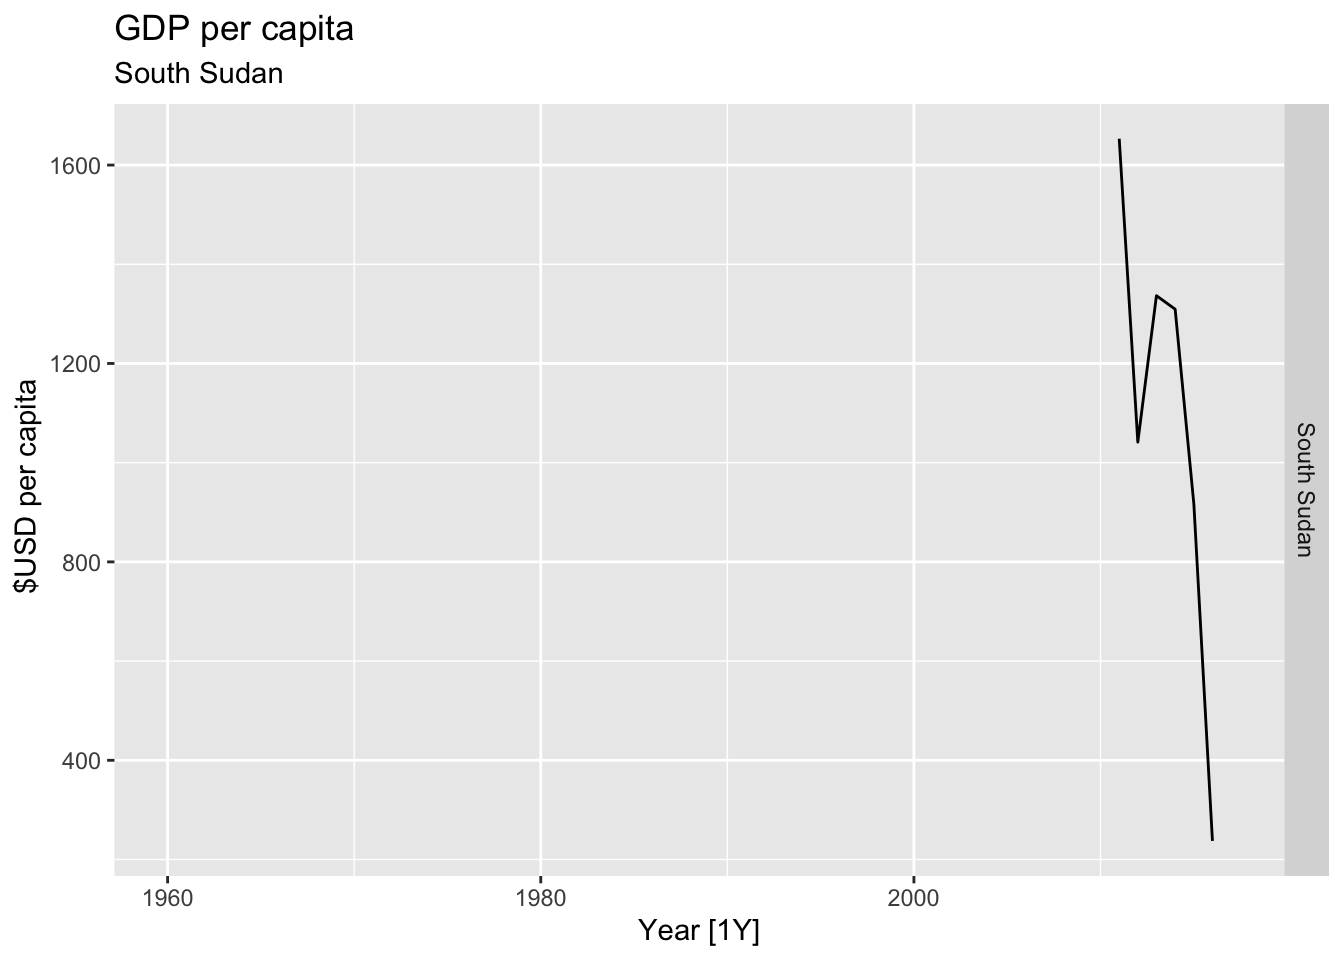 GDP per capita
South Sudan
1600
1200
800
400
$USD per capita
South Sudan
1960 1980 2000
Year [1Y]